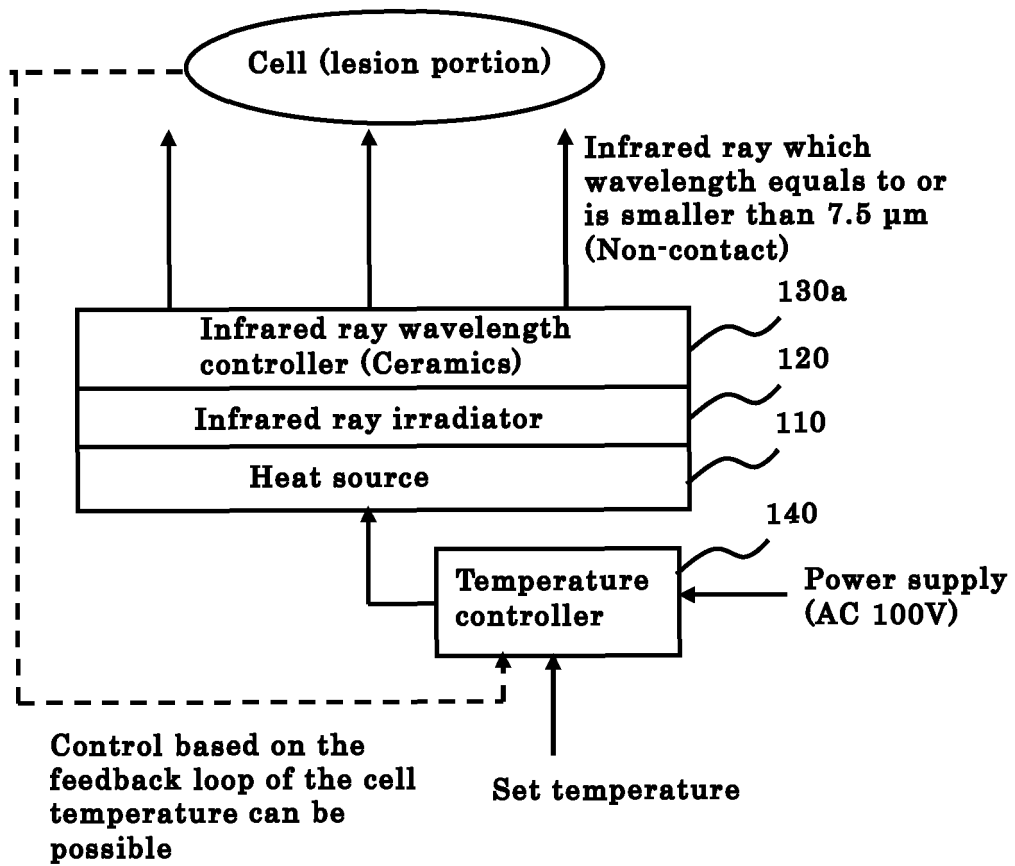 Cell (lesion portion)
Infrared ray which
wavelength equals to or
is smaller than 7.5 μm
(Non-contact)
130a
Infrared ray wavelength
controller (Ceramics)
120
Infrared ray irradiator
110
Heat source
140
Temperature
controller
Power supply
(AC 100V)
Control based on the
feedback loop of the cell
temperature can be
possible
Set temperature